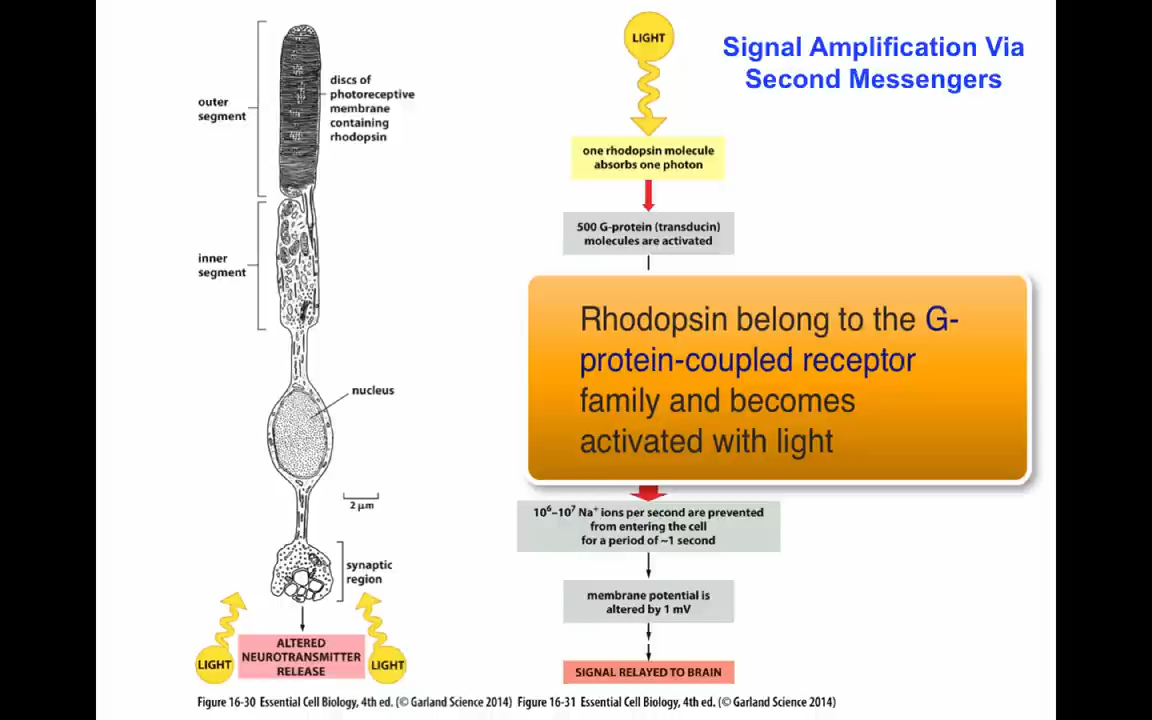 Signal Amplification Via
Second Messengers
outer
segment
discs of
photoreceptive
membrane
containing
rhodopsin
inner
segment
nucleus
2 μm
synaptic
region
LIGHT
LIGHT
ALTERED
NEUROTRANSMITTER
RELEASE
LIGHT
one rhodopsin molecule
absorbs one photon
500 G-protein (transducin)
molecules are activated
Rhodopsin belong to the G-
protein-coupled receptor
family and becomes
activated with light
10⁶–10⁷ Na⁺ ions per second are prevented
from entering the cell
for a period of ~1 second
membrane potential is
altered by 1 mV
SIGNAL RELAYED TO BRAIN
Figure 16-30 Essential Cell Biology, 4th ed. (© Garland Science 2014) Figure 16-31 Essential Cell Biology, 4th ed. (© Garland Science 2014)